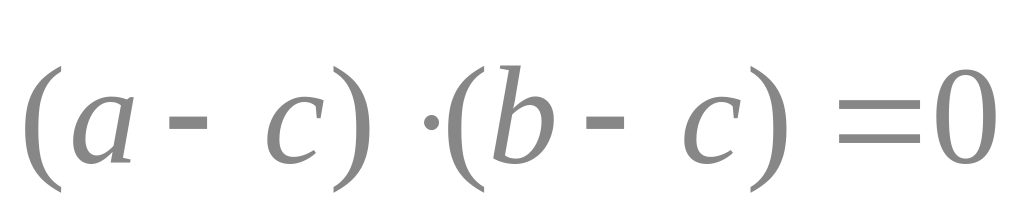 (a - c) ·(b - c) =0